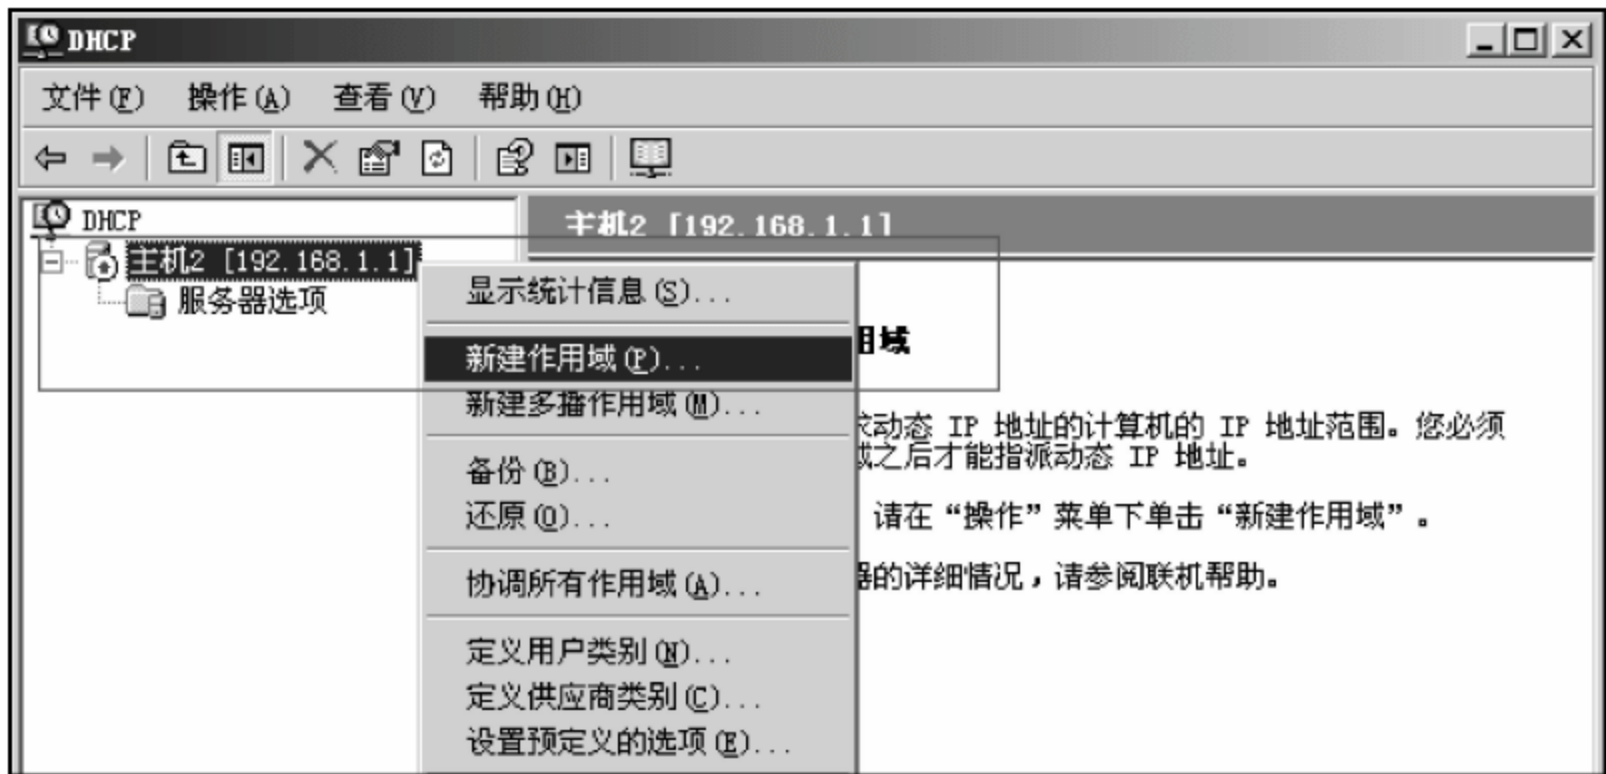 DHCP
文件(F) 操作(A) 查看(V) 帮助(H)
DHCP
主机2 [192.168.1.1]
服务器选项
主机2 [192.168.1.1]
显示统计信息(S)...
新建作用域(P)...
新建多播作用域(M)...
备份(B)...
还原(O)...
协调所有作用域(A)...
定义用户类别(N)...
定义供应商类别(C)...
设置预定义的选项(E)...
用域
动态 IP 地址的计算机的 IP 地址范围。您必须
之后才能指派动态 IP 地址。
请在“操作”菜单下单击“新建作用域”。
的详细情况，请参阅联机帮助。